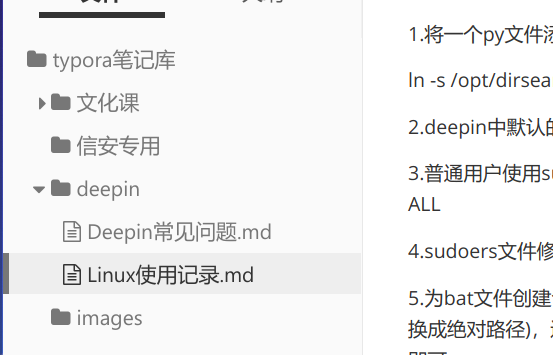 typora笔记库
文化课
信安专用
deepin
Deepin常见问题.md
Linux使用记录.md
images
1.将一个py文件
ln -s /opt/dirsea
2.deepin中默认的
3.普通用户使用su
ALL
4.sudoers文件修
5.为bat文件创建
换成绝对路径)，